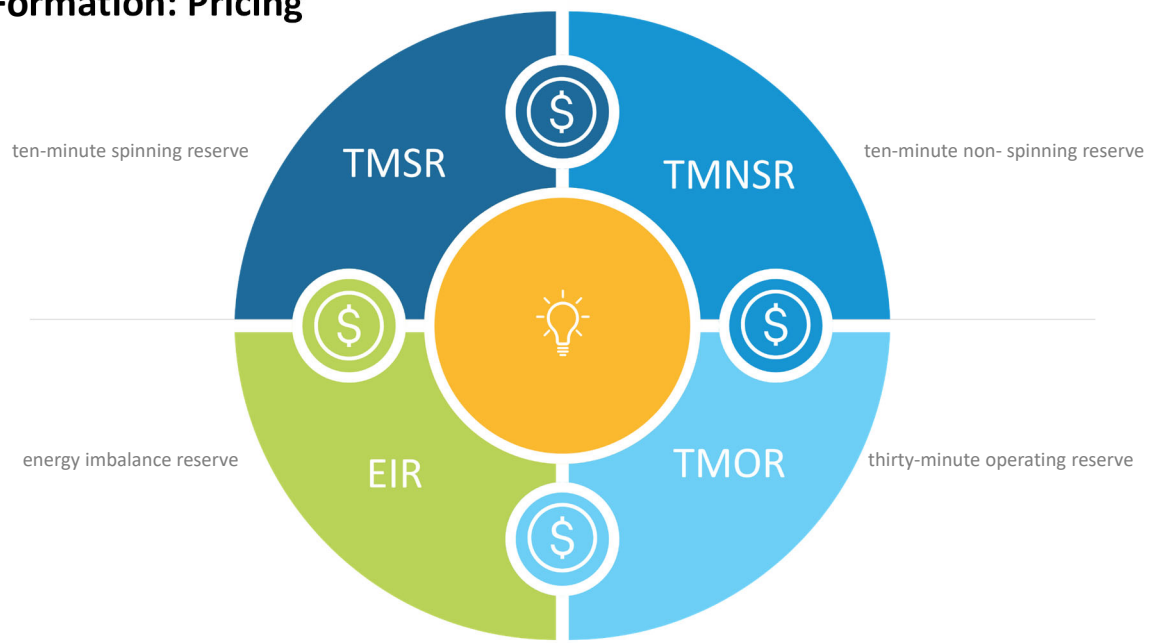 Formation: Pricing
$
TMSR
TMNSR
ten-minute spinning reserve
ten-minute non- spinning reserve
$
$
EIR
TMOR
energy imbalance reserve
thirty-minute operating reserve
$